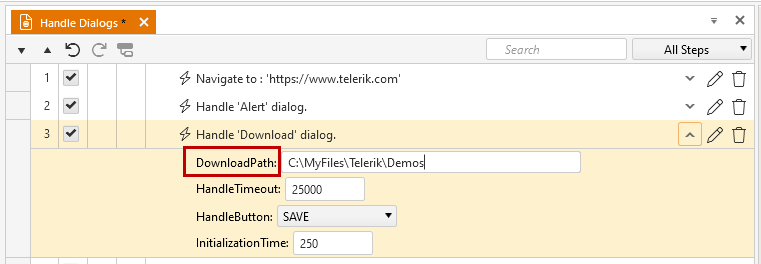 Handle Dialogs *
Search
All Steps
1 Navigate to : 'https://www.telerik.com'
2 Handle 'Alert' dialog.
3 Handle 'Download' dialog.
DownloadPath: C:\MyFiles\Telerik\Demos
HandleTimeout: 25000
HandleButton: SAVE
InitializationTime: 250